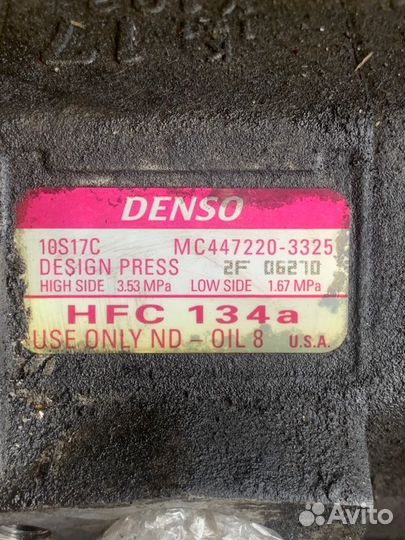 DENSO
10S17C MC447220-3325
DESIGN PRESS 2F 06270
HIGH SIDE 3.53 MPa LOW SIDE 1.67 MPa
HFC 134a
USE ONLY ND - OIL 8 U.S.A.
Avito